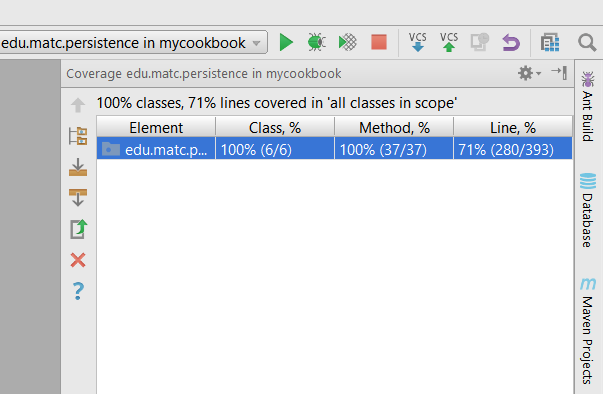 edu.matc.persistence in mycookbook
VCS
VCS
Coverage edu.matc.persistence in mycookbook
100% classes, 71% lines covered in 'all classes in scope'
Element Class, % Method, % Line, %
edu.matc.p... 100% (6/6) 100% (37/37) 71% (280/393)
?
Ant Build
Database
m
Maven Projects